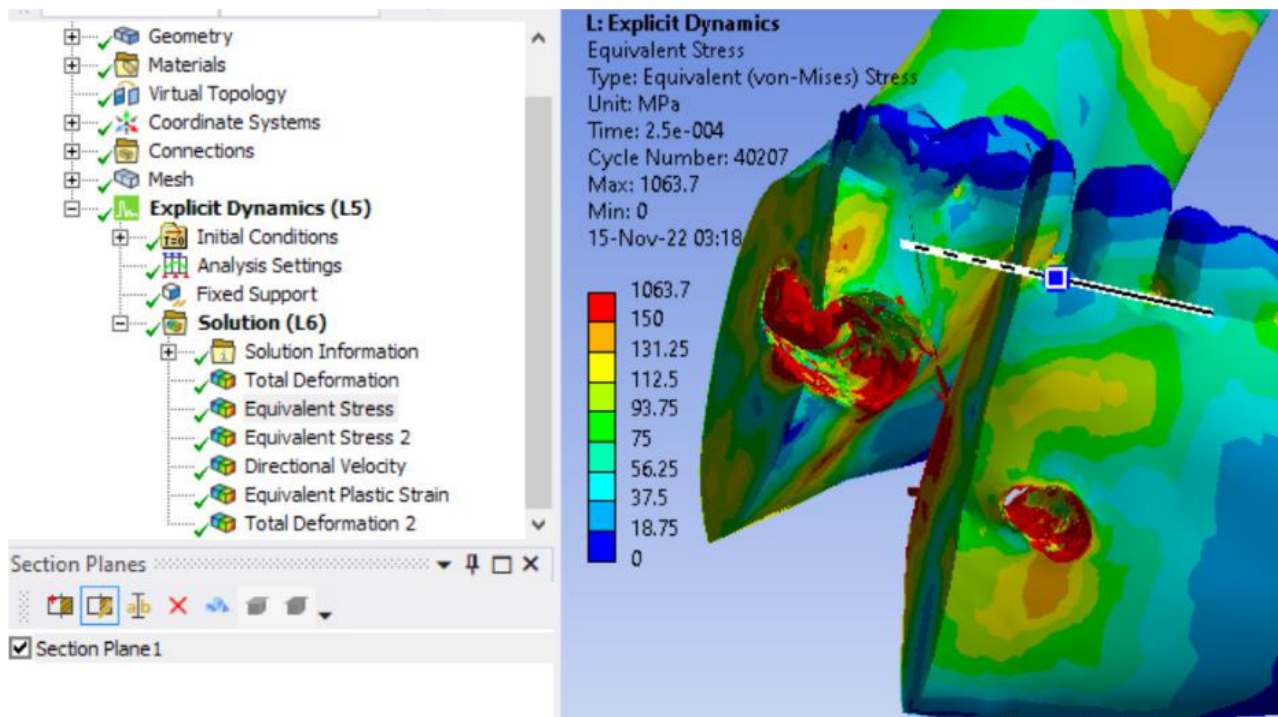 Geometry
Materials
Virtual Topology
Coordinate Systems
Connections
Mesh
Explicit Dynamics (L5)
T=0
Initial Conditions
Analysis Settings
Fixed Support
Solution (L6)
Solution Information
Total Deformation
Equivalent Stress
Equivalent Stress 2
Directional Velocity
Equivalent Plastic Strain
Total Deformation 2
Section Planes
a b
Section Plane1
L: Explicit Dynamics
Equivalent Stress
Type: Equivalent (von-Mises) Stress
Unit: MPa
Time: 2.5e-004
Cycle Number: 40207
Max: 1063.7
Min: 0
15-Nov-22 03:18
1063.7
150
131.25
112.5
93.75
75
56.25
37.5
18.75
0